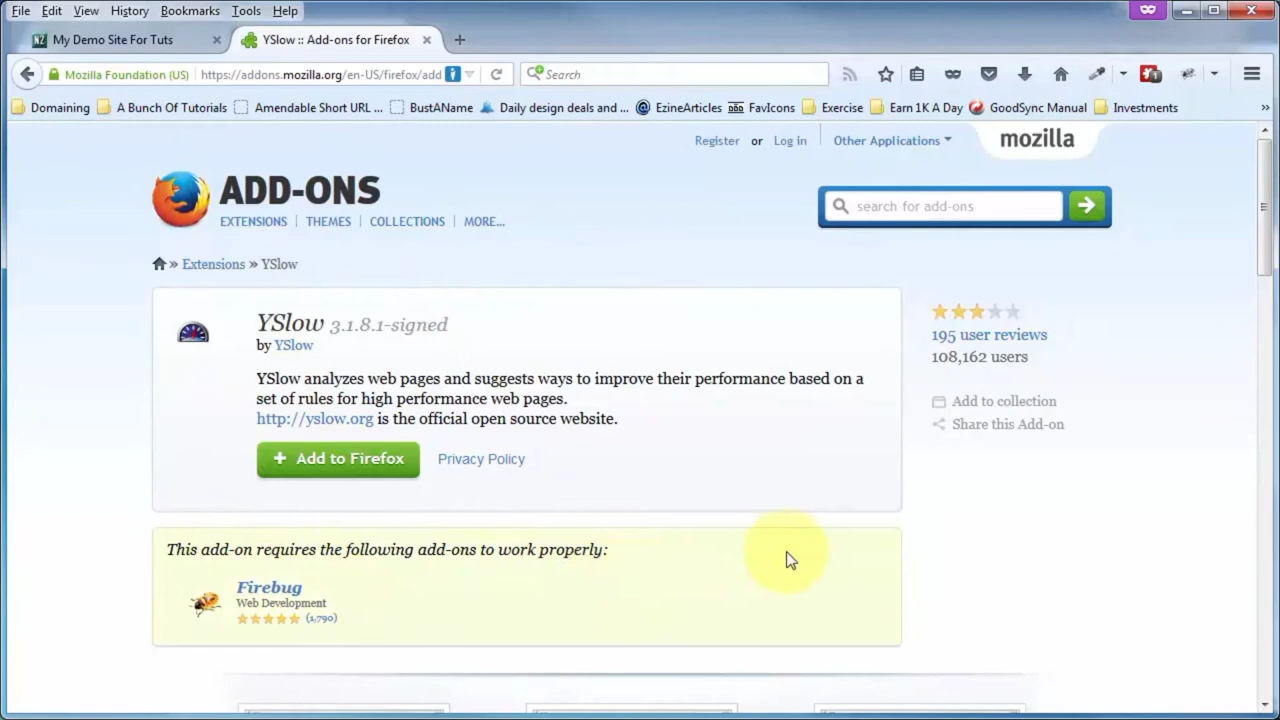 File Edit View History Bookmarks Tools Help
My Demo Site For Tuts × YSlow :: Add-ons for Firefox × +
Mozilla Foundation (US) https://addons.mozilla.org/en-US/firefox/add Search 1
Domaining A Bunch Of Tutorials Amendable Short URL ... BustAName Daily design deals and ... EzineArticles FavIcons Exercise Earn 1K A Day GoodSync Manual Investments »
Register or Log in Other Applications mozilla
ADD-ONS
EXTENSIONS | THEMES | COLLECTIONS | MORE...
search for add-ons
» Extensions » YSlow
YSlow 3.1.8.1-signed
by YSlow
YSlow analyzes web pages and suggests ways to improve their performance based on a
set of rules for high performance web pages.
http://yslow.org is the official open source website.
+ Add to Firefox Privacy Policy
195 user reviews
108,162 users
Add to collection
Share this Add-on
This add-on requires the following add-ons to work properly:
Firebug
Web Development
(1,790)